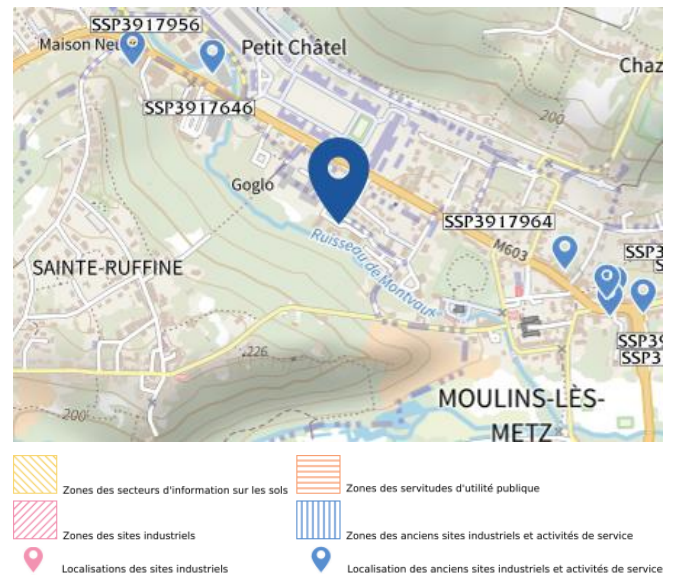 SSP3917956
Maison Neu
Petit Châtel
Chaz
SSP3917646
200
Goglo
SSP3917964
M603
SSP3
S
Ruisseau de Montvaux
SAINTE-RUFFINE
226
SSP39
SSP3
MOULINS-LÈS-
METZ
200
Zones des secteurs d'information sur les sols
Zones des servitudes d'utilité publique
Zones des sites industriels
Zones des anciens sites industriels et activités de service
Localisations des sites industriels
Localisation des anciens sites industriels et activités de service